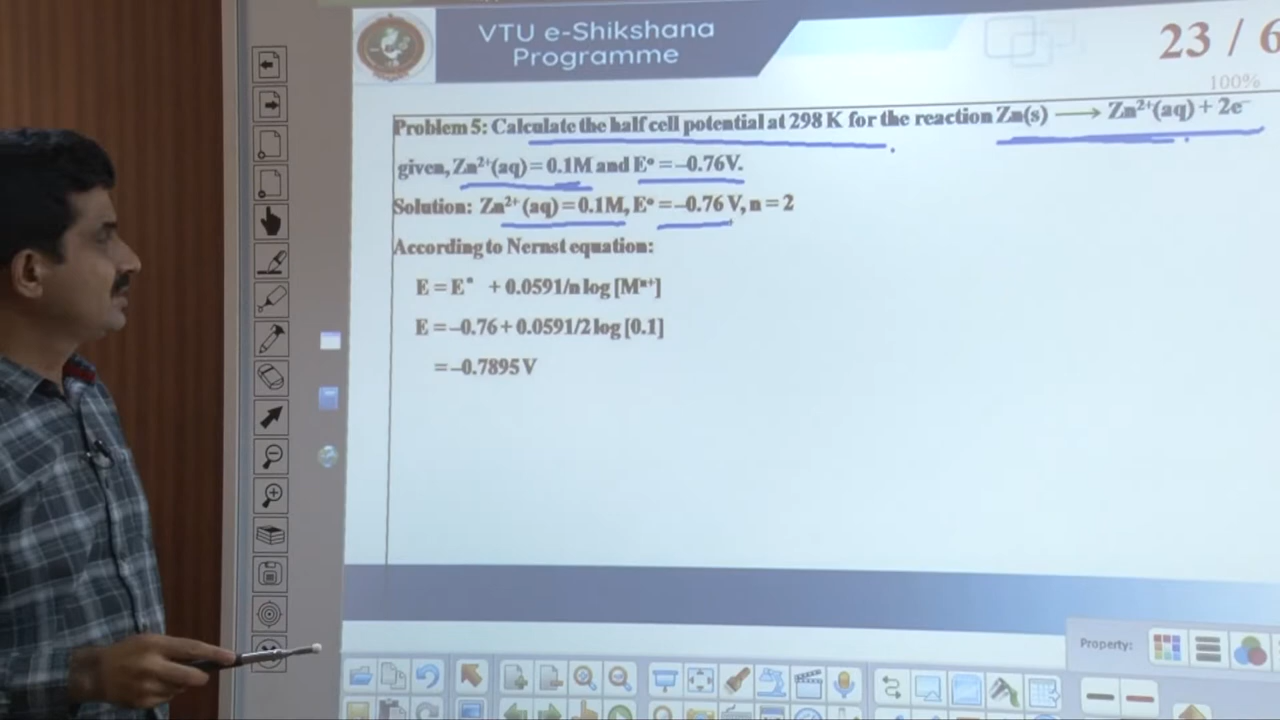 VTU e-Shikshana
Programme
23 / 6
100%
Problem 5: Calculate the half cell potential at 298 K for the reaction Zn(s) ⟶ Zn²⁺(aq) + 2e⁻
given, Zn²⁺(aq) = 0.1M and E° = –0.76V.
Solution: Zn²⁺ (aq) = 0.1M, E° = –0.76 V, n = 2
According to Nernst equation:
E = E° + 0.0591/n log [Mⁿ⁺]
E = –0.76 + 0.0591/2 log [0.1]
= –0.7895 V
Property: